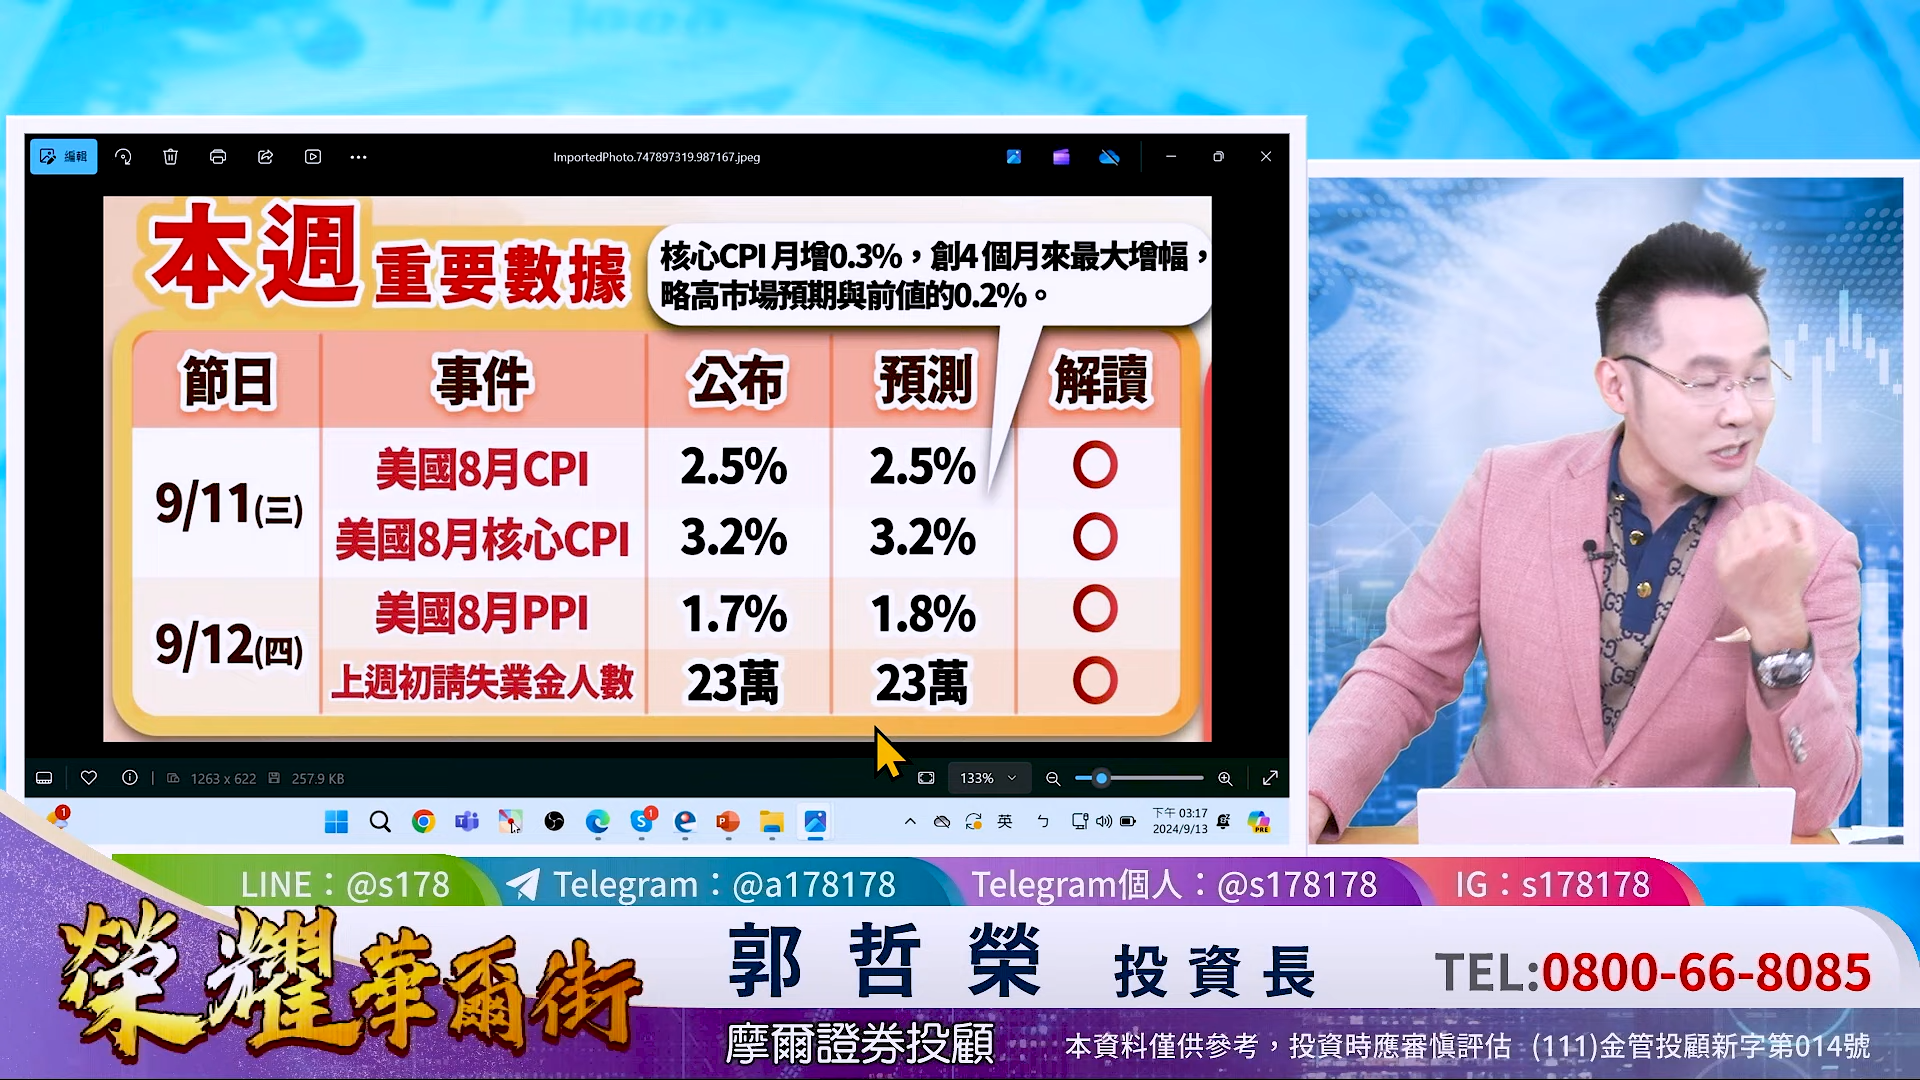 編輯
ImportedPhoto.747897319.987167.jpeg
本週重要數據
核心CPI月增0.3%，創4個月來最大增幅，
略高市場預期與前值的0.2%。
節日 事件 公布 預測 解讀
9/11(三)
美國8月CPI 2.5% 2.5%
美國8月核心CPI 3.2% 3.2%
9/12(四)
美國8月PPI 1.7% 1.8%
上週初請失業金人數 23萬 23萬
1263 x 622 257.9 KB
133%
英 ㄅ
下午 03:17
2024/9/13
LINE：@s178
Telegram：@a178178
Telegram個人：@s178178
IG：s178178
榮耀華爾街
郭哲榮 投資長
TEL:0800-66-8085
摩爾證券投顧
本資料僅供參考，投資時應審慎評估 (111)金管投顧新字第014號